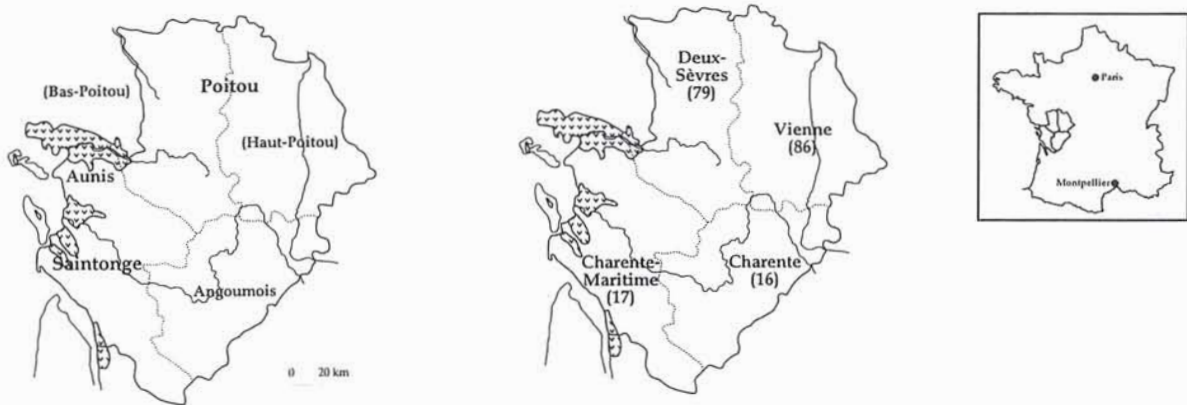 Poitou
(Bas-Poitou)
(Haut-Poitou)
Aunis
Saintonge
Angoumois
0 20 km
Deux-
Sèvres
(79)
Vienne
(86)
Charente-
Maritime
(17)
Charente
(16)
Paris
Montpellier